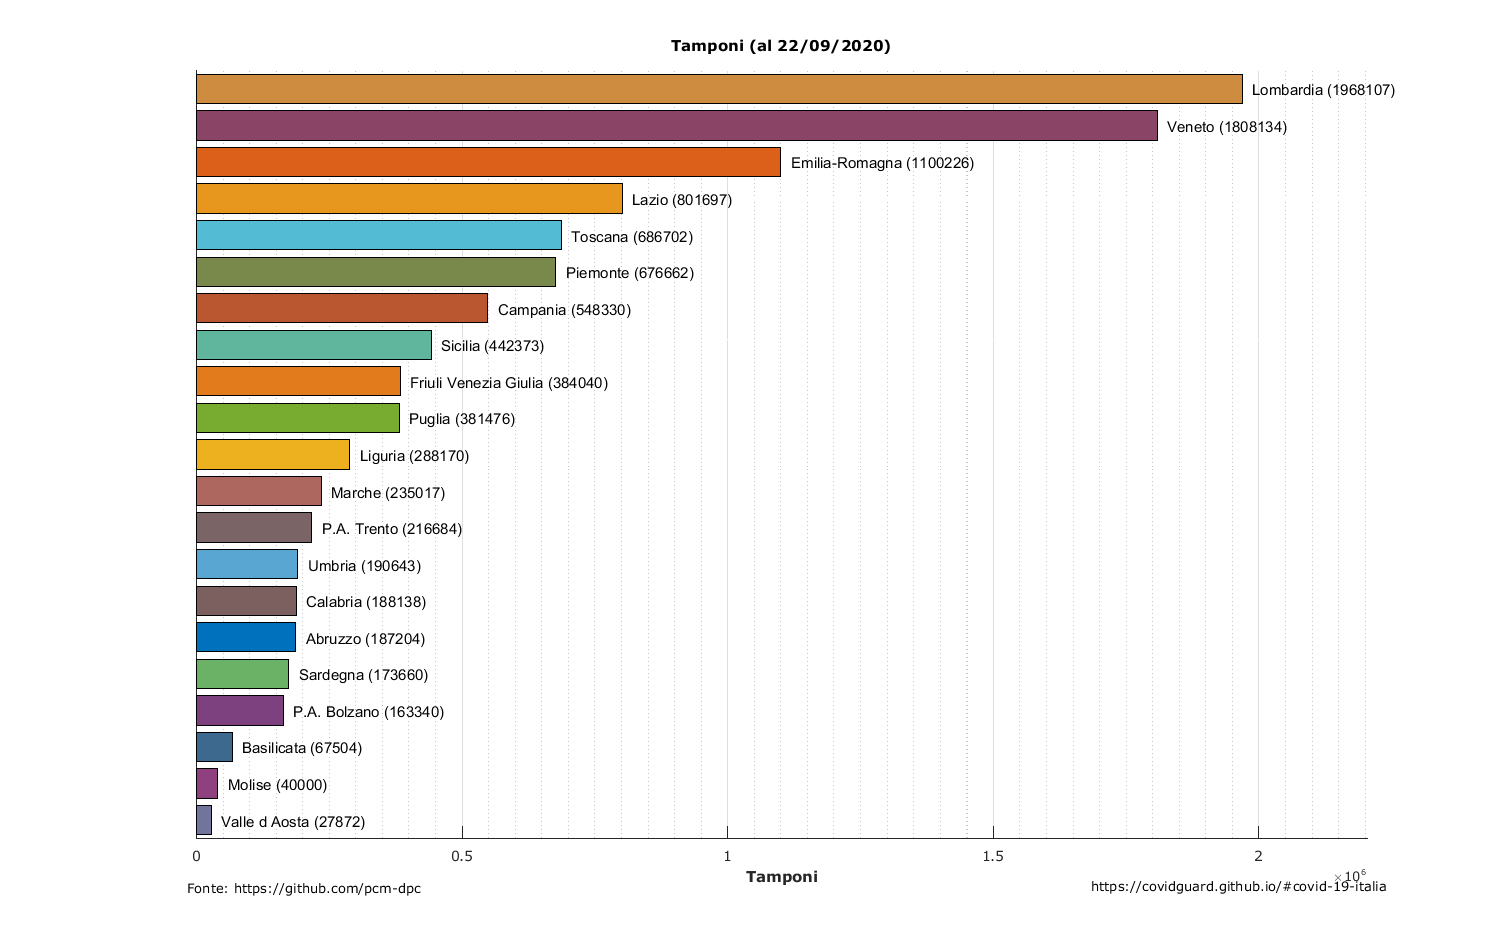 Tamponi (al 22/09/2020)
Lombardia (1968107)
Veneto (1808134)
Emilia-Romagna (1100226)
Lazio (801697)
Toscana (686702)
Piemonte (676662)
Campania (548330)
Sicilia (442373)
Friuli Venezia Giulia (384040)
Puglia (381476)
Liguria (288170)
Marche (235017)
P.A. Trento (216684)
Umbria (190643)
Calabria (188138)
Abruzzo (187204)
Sardegna (173660)
P.A. Bolzano (163340)
Basilicata (67504)
Molise (40000)
Valle d Aosta (27872)
0 0.5 1 1.5 2
×10⁶
Tamponi
Fonte: https://github.com/pcm-dpc
https://covidguard.github.io/#covid-19-italia